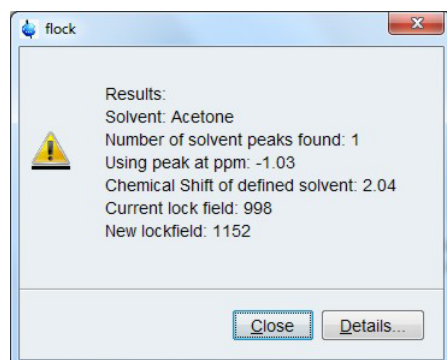 flock
Results:
Solvent: Acetone
Number of solvent peaks found: 1
Using peak at ppm: -1.03
Chemical Shift of defined solvent: 2.04
Current lock field: 998
New lockfield: 1152
Close
Details...